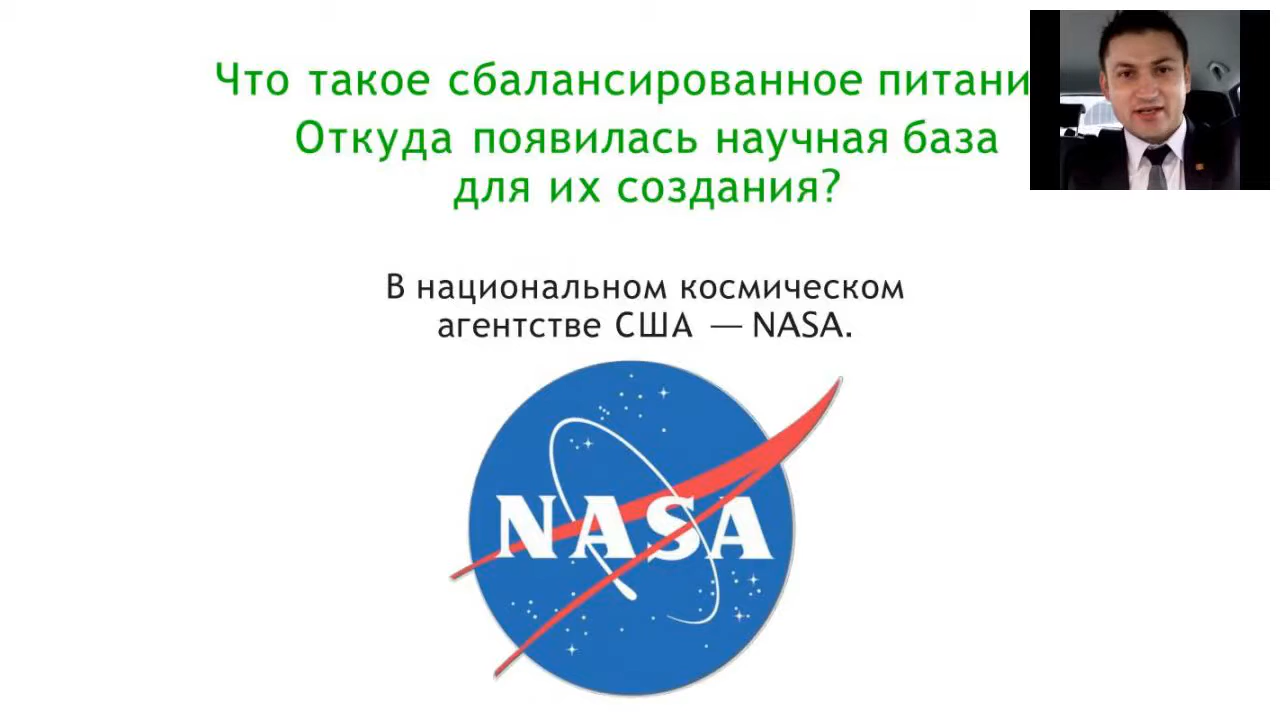 Что такое сбалансированное питани
Откуда появилась научная база
для их создания?
В национальном космическом
агентстве США — NASA.
NASA